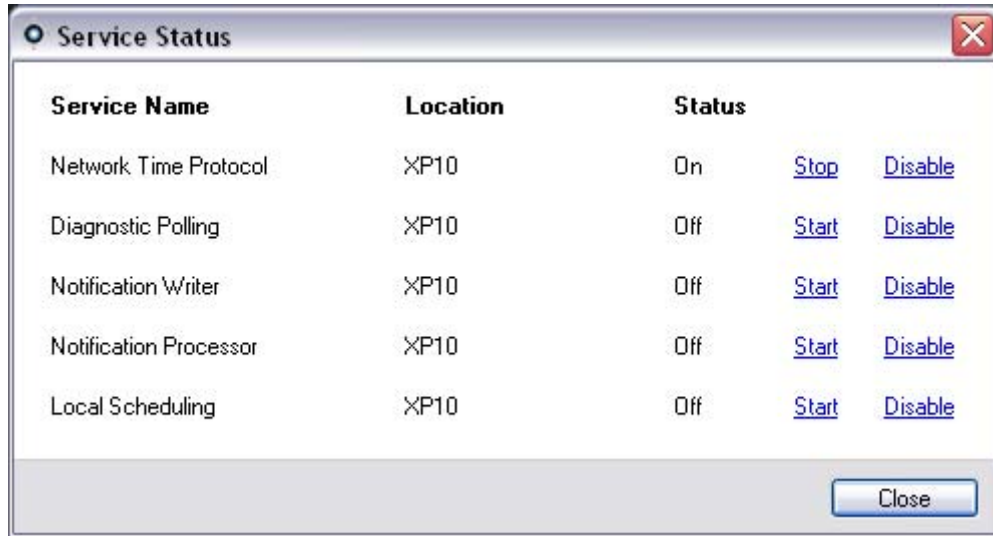 Service Status
Service Name Location Status
Network Time Protocol XP10 On Stop Disable
Diagnostic Polling XP10 Off Start Disable
Notification Writer XP10 Off Start Disable
Notification Processor XP10 Off Start Disable
Local Scheduling XP10 Off Start Disable
Close